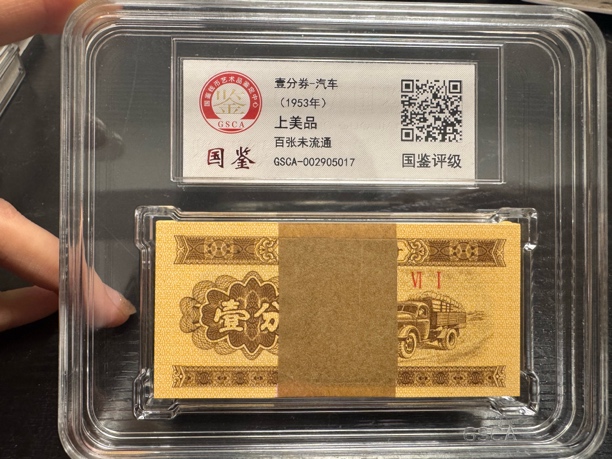 GSCA
国鉴
壹分券-汽车
(1953年)
上美品
百张未流通
GSCA-002905017
国鉴评级
壹分
VI I
GSCA